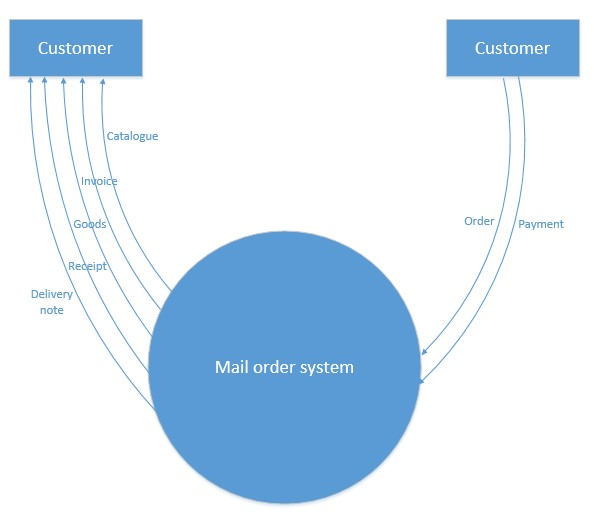 Customer
Customer
Catalogue
Invoice
Goods
Order
Payment
Receipt
Delivery
note
Mail order system